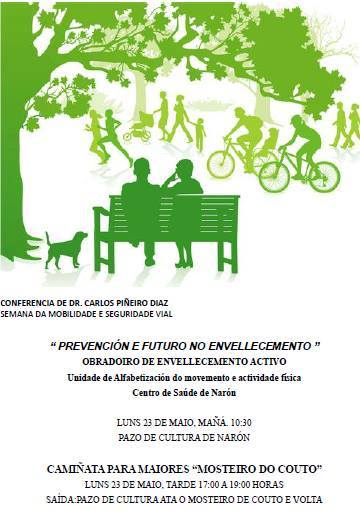 CONFERENCIA DE DR. CARLOS PIÑEIRO DIAZ
SEMANA DA MOBILIDADE E SEGURIDADE VIAL
“ PREVENCIÓN E FUTURO NO ENVELLECEMENTO ”
OBRADOIRO DE ENVELLECEMENTO ACTIVO
Unidade de Alfabetización do movemento e actividade física
Centro de Saúde de Narón
LUNS 23 DE MAIO, MAÑÁ. 10:30
PAZO DE CULTURA DE NARÓN
CAMIÑATA PARA MAIORES “MOSTEIRO DO COUTO”
LUNS 23 DE MAIO, TARDE 17:00 A 19:00 HORAS
SAÍDA:PAZO DE CULTURA ATA O MOSTEIRO DE COUTO E VOLTA